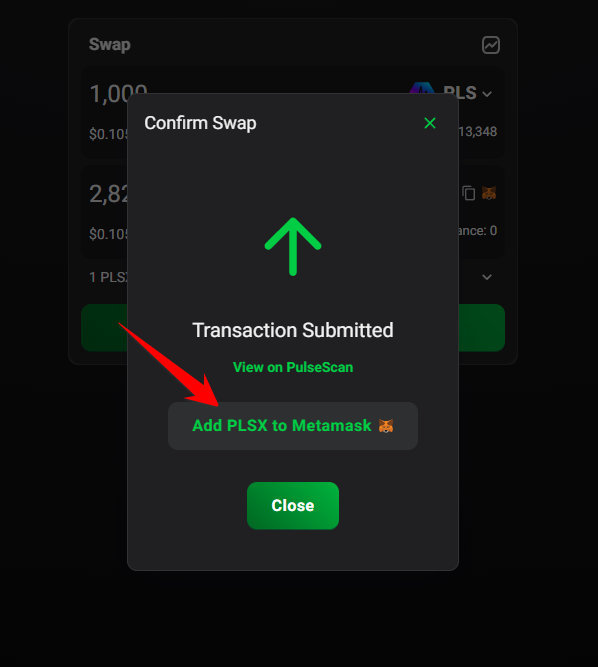 Swap
1,000
PLS
$0.105
13,348
Confirm Swap
2,82
$0.105
ance: 0
1 PLSX
Transaction Submitted
View on PulseScan
Add PLSX to Metamask
Close